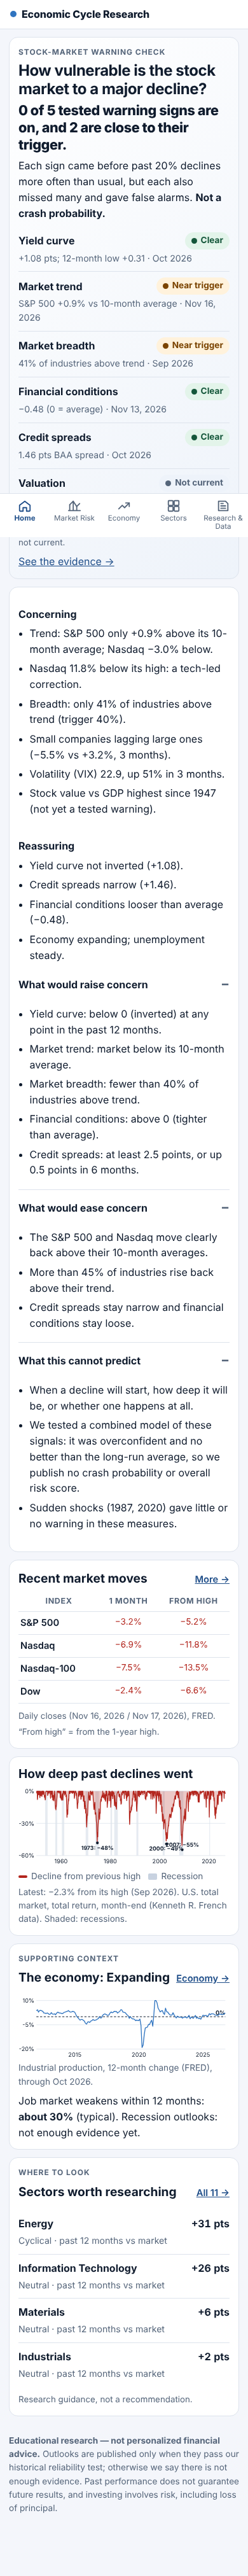 Economic Cycle Research
STOCK-MARKET WARNING CHECK
How vulnerable is the stock
market to a major decline?
0 of 5 tested warning signs are
on, and 2 are close to their
trigger.
Each sign came before past 20% declines
more often than usual, but each also
missed many and gave false alarms. Not a
crash probability.
Yield curve
Clear
+1.08 pts; 12-month low +0.31 · Oct 2026
Market trend
Near trigger
S&P 500 +0.9% vs 10-month average · Nov 16,
2026
Market breadth
Near trigger
41% of industries above trend · Sep 2026
Financial conditions
Clear
−0.48 (0 = average) · Nov 13, 2026
Credit spreads
Clear
1.46 pts BAA spread · Oct 2026
Valuation
Not current
Home
Market Risk
Economy
Sectors
Research &
Data
not current.
See the evidence →
Concerning
• Trend: S&P 500 only +0.9% above its 10-
month average; Nasdaq −3.0% below.
• Nasdaq 11.8% below its high: a tech-led
correction.
• Breadth: only 41% of industries above
trend (trigger 40%).
• Small companies lagging large ones
(−5.5% vs +3.2%, 3 months).
• Volatility (VIX) 22.9, up 51% in 3 months.
• Stock value vs GDP highest since 1947
(not yet a tested warning).
Reassuring
• Yield curve not inverted (+1.08).
• Credit spreads narrow (+1.46).
• Financial conditions looser than average
(−0.48).
• Economy expanding; unemployment
steady.
What would raise concern −
• Yield curve: below 0 (inverted) at any
point in the past 12 months.
• Market trend: market below its 10-month
average.
• Market breadth: fewer than 40% of
industries above trend.
• Financial conditions: above 0 (tighter
than average).
• Credit spreads: at least 2.5 points, or up
0.5 points in 6 months.
What would ease concern −
• The S&P 500 and Nasdaq move clearly
back above their 10-month averages.
• More than 45% of industries rise back
above their trend.
• Credit spreads stay narrow and financial
conditions stay loose.
What this cannot predict −
• When a decline will start, how deep it will
be, or whether one happens at all.
• We tested a combined model of these
signals: it was overconfident and no
better than the long-run average, so we
publish no crash probability or overall
risk score.
• Sudden shocks (1987, 2020) gave little or
no warning in these measures.
Recent market moves
More →
INDEX 1 MONTH FROM HIGH
S&P 500 −3.2% −5.2%
Nasdaq −6.9% −11.8%
Nasdaq-100 −7.5% −13.5%
Dow −2.4% −6.6%
Daily closes (Nov 16, 2026 / Nov 17, 2026), FRED.
“From high” = from the 1-year high.
How deep past declines went
0%
-30%
-60%
1973: −46%
2000: −45%
2007: −55%
1960 1980 2000 2020
Decline from previous high Recession
Latest: −2.3% from its high (Sep 2026). U.S. total
market, total return, month-end (Kenneth R. French
data). Shaded: recessions.
SUPPORTING CONTEXT
The economy: Expanding
Economy →
10%
-5%
-20%
0%
2015 2020 2025
Industrial production, 12-month change (FRED),
through Oct 2026.
Job market weakens within 12 months:
about 30% (typical). Recession outlooks:
not enough evidence yet.
WHERE TO LOOK
Sectors worth researching
All 11 →
Energy +31 pts
Cyclical · past 12 months vs market
Information Technology +26 pts
Neutral · past 12 months vs market
Materials +6 pts
Neutral · past 12 months vs market
Industrials +2 pts
Neutral · past 12 months vs market
Research guidance, not a recommendation.
Educational research — not personalized financial
advice. Outlooks are published only when they pass our
historical reliability test; otherwise we say there is not
enough evidence. Past performance does not guarantee
future results, and investing involves risk, including loss
of principal.